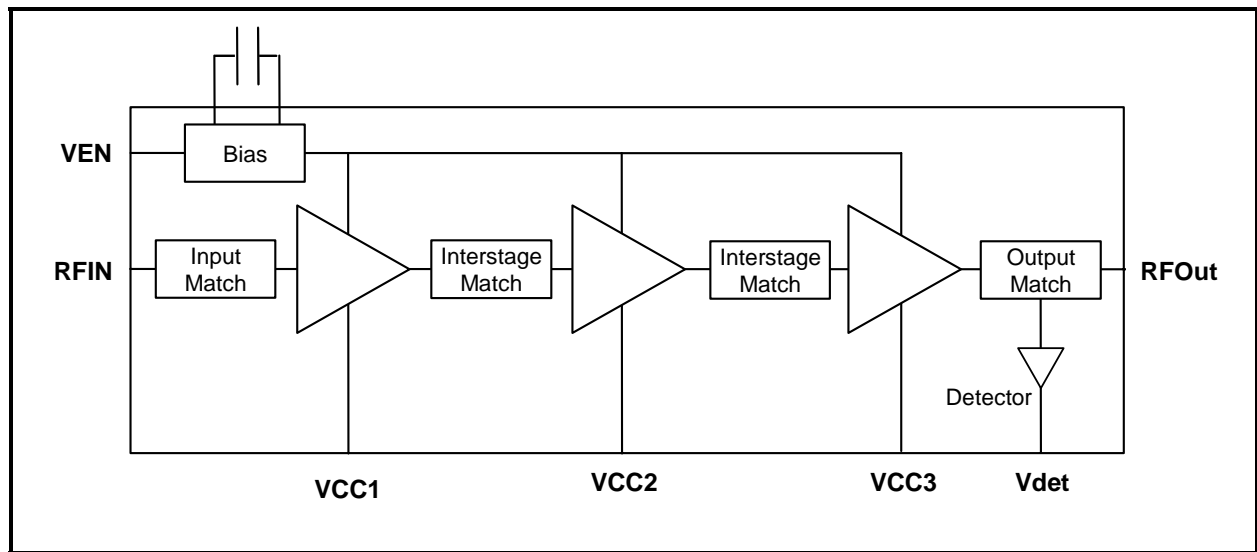 VEN
Bias
RFIN
Input
Match
Interstage
Match
Interstage
Match
Output
Match
RFOut
Detector
VCC1
VCC2
VCC3
Vdet